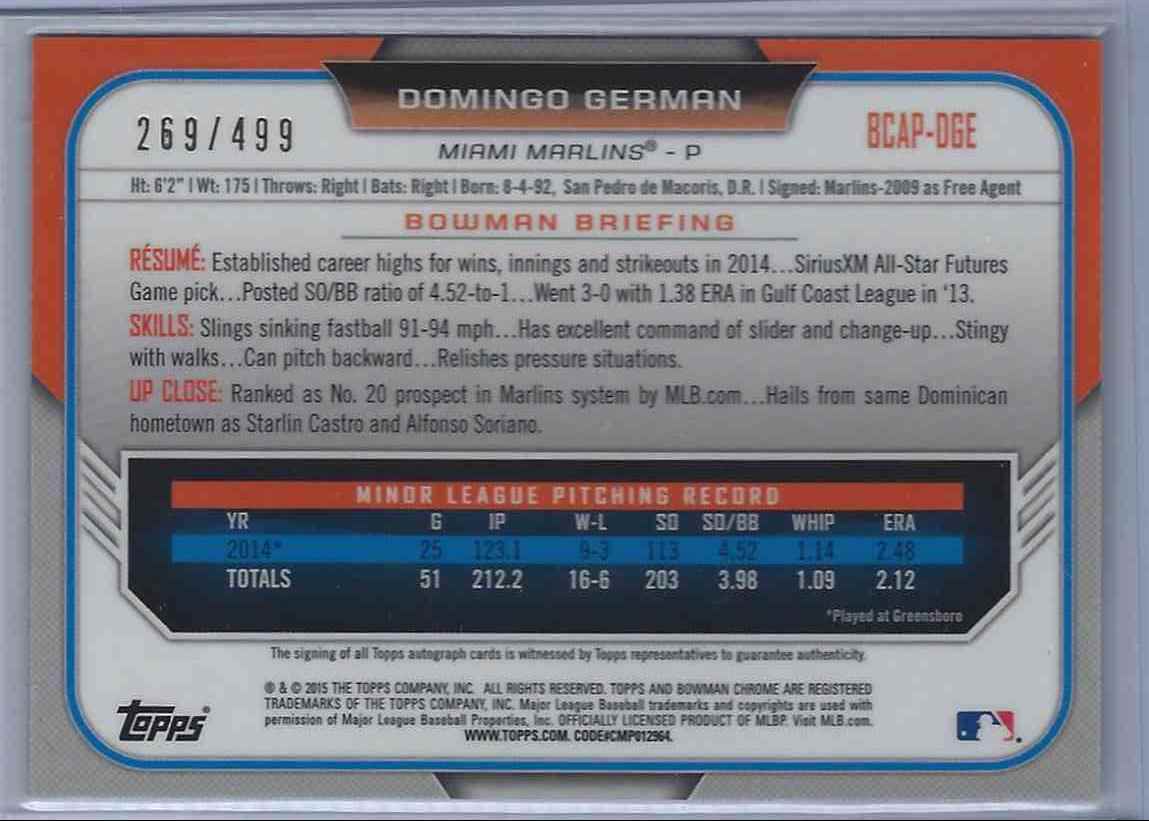 DOMINGO GERMAN
269/499
BCAP-DGE
MIAMI MARLINS® - P
Ht: 6'2" | Wt: 175 | Throws: Right | Bats: Right | Born: 8-4-92, San Pedro de Macoris, D.R. | Signed: Marlins-2009 as Free Agent
BOWMAN BRIEFING
RÉSUMÉ: Established career highs for wins, innings and strikeouts in 2014...SiriusXM All-Star Futures
Game pick...Posted SO/BB ratio of 4.52-to-1...Went 3-0 with 1.38 ERA in Gulf Coast League in '13.
SKILLS: Slings sinking fastball 91-94 mph...Has excellent command of slider and change-up...Stingy
with walks...Can pitch backward...Relishes pressure situations.
UP CLOSE: Ranked as No. 20 prospect in Marlins system by MLB.com...Hails from same Dominican
hometown as Starlin Castro and Alfonso Soriano.
MINOR LEAGUE PITCHING RECORD
YR G IP W-L SO SO/BB WHIP ERA
2014* 25 123.1 9-3 113 4.52 1.14 2.48
TOTALS 51 212.2 16-6 203 3.98 1.09 2.12
*Played at Greensboro
The signing of all Topps autograph cards is witnessed by Topps representatives to guarantee authenticity.
® & © 2015 THE TOPPS COMPANY, INC. ALL RIGHTS RESERVED. TOPPS AND BOWMAN CHROME ARE REGISTERED
TRADEMARKS OF THE TOPPS COMPANY, INC. Major League Baseball trademarks and copyrights are used with
permission of Major League Baseball Properties, Inc. OFFICIALLY LICENSED PRODUCT OF MLBP. Visit MLB.com.
WWW.TOPPS.COM. CODE#CMP012964.
Topps®